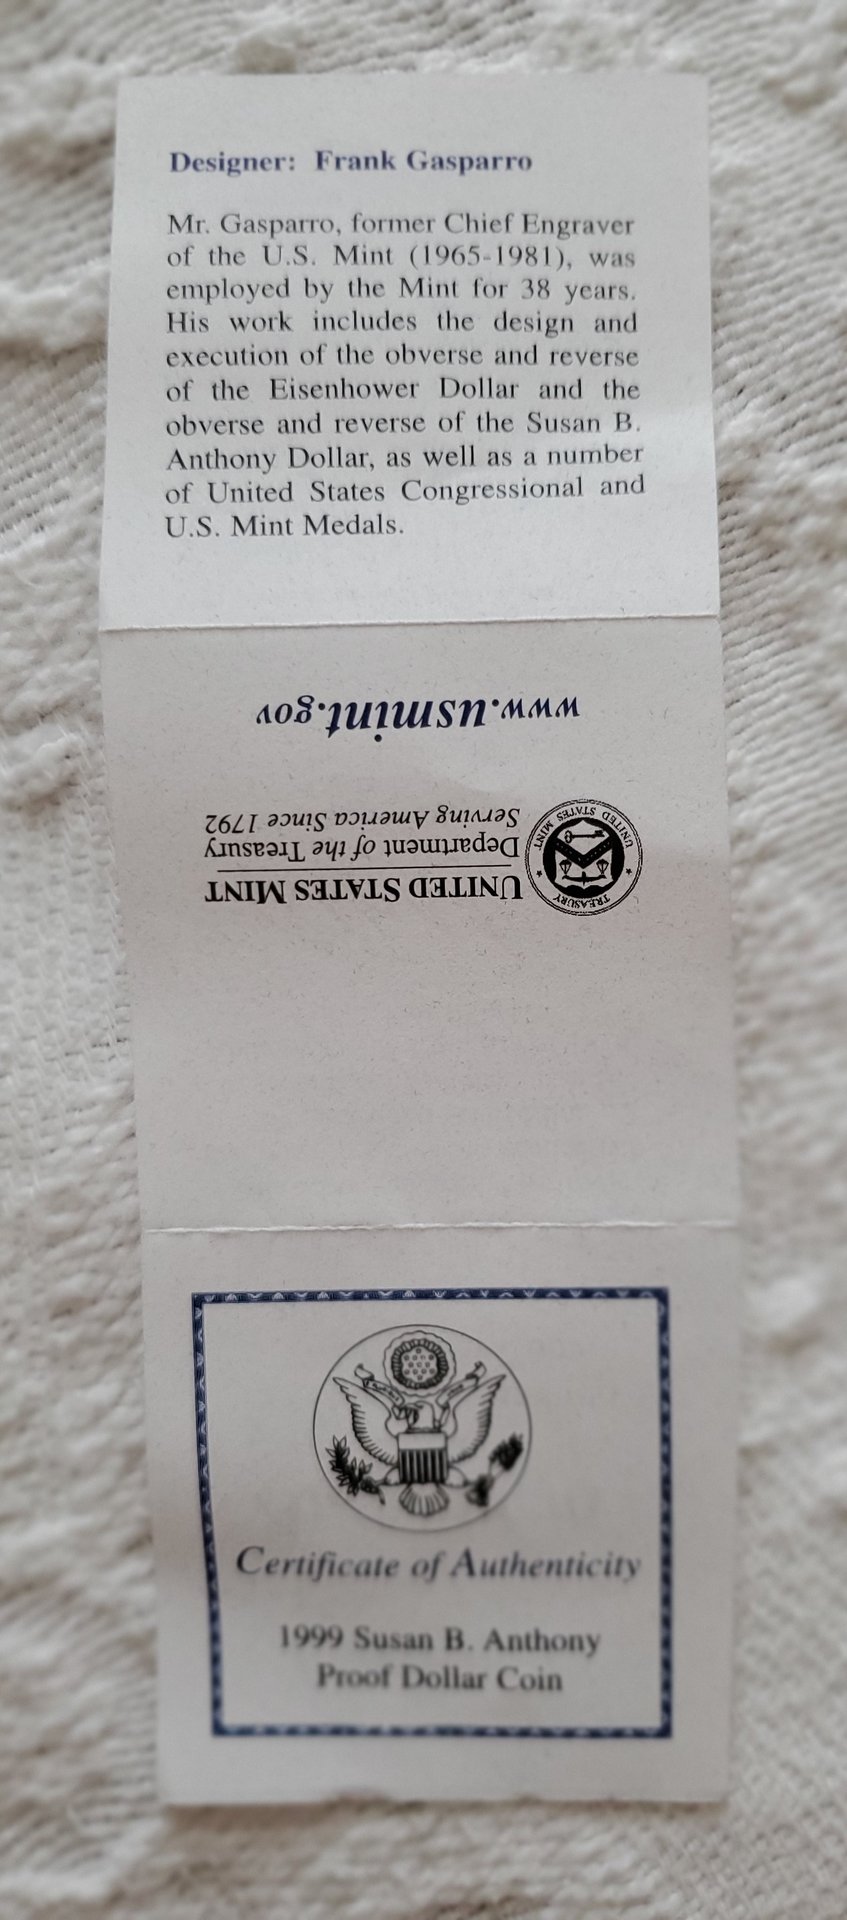 Designer: Frank Gasparro
Mr. Gasparro, former Chief Engraver
of the U.S. Mint (1965-1981), was
employed by the Mint for 38 years.
His work includes the design and
execution of the obverse and reverse
of the Eisenhower Dollar and the
obverse and reverse of the Susan B.
Anthony Dollar, as well as a number
of United States Congressional and
U.S. Mint Medals.
TREASURY
UNITED STATES MINT
UNITED STATES MINT
Department of the Treasury
Serving America Since 1792
www.usmint.gov
Certificate of Authenticity
1999 Susan B. Anthony
Proof Dollar Coin